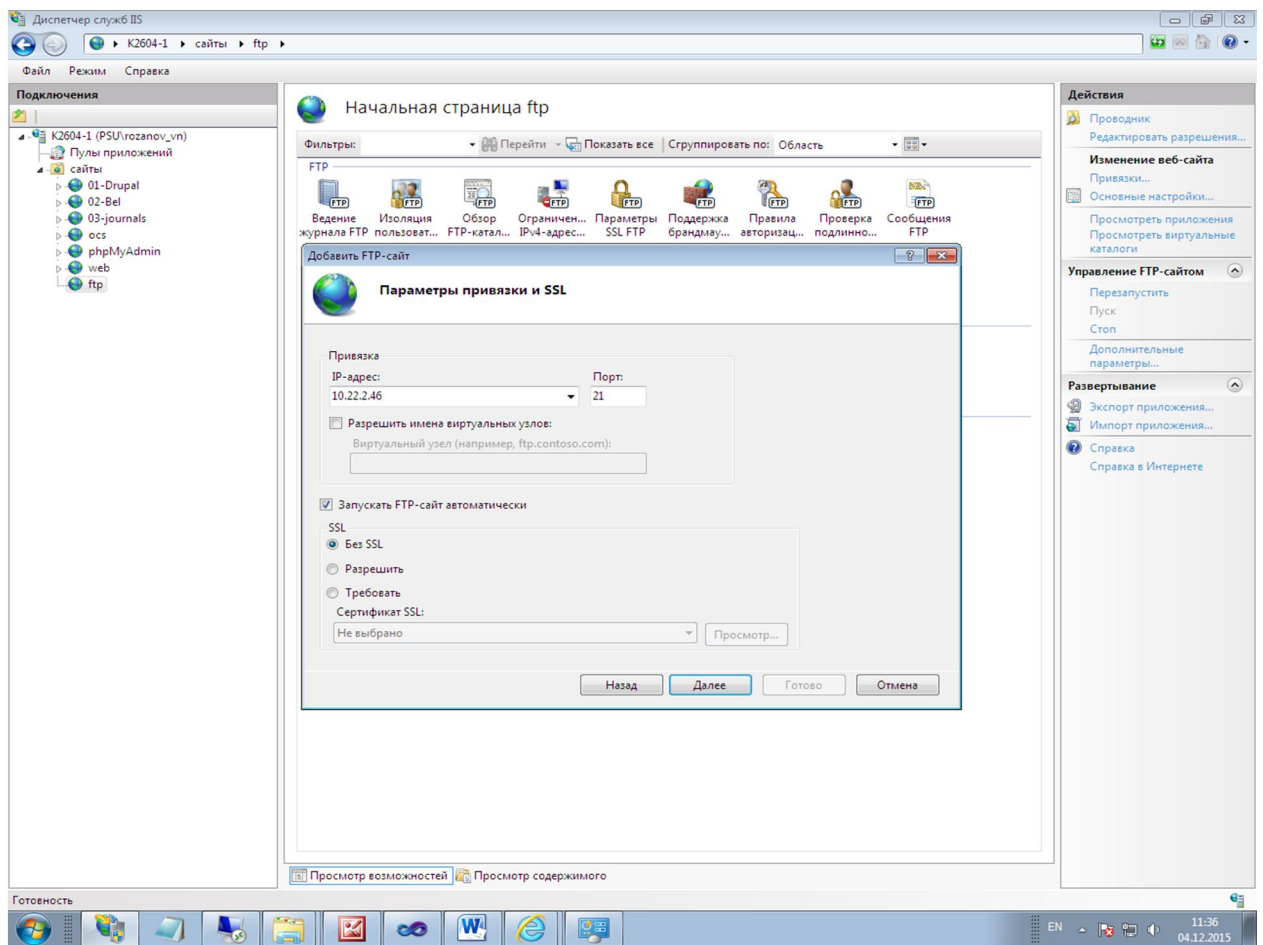 Диспетчер служб IIS
K2604-1 сайты ftp
Файл Режим Справка
Подключения
K2604-1 (PSU\rozanov_vn)
Пулы приложений
сайты
01-Drupal
02-Bel
03-journals
ocs
phpMyAdmin
web
ftp
Начальная страница ftp
Фильтры: Перейти Показать все Сгруппировать по: Область
FTP
Ведение журнала FTP
Изоляция пользоват...
Обзор FTP-катал...
Ограничен... IPv4-адрес...
Параметры SSL FTP
Поддержка брандмау...
Правила авторизац...
Проверка подлинно...
Сообщения FTP
Добавить FTP-сайт
Параметры привязки и SSL
Привязка
IP-адрес: Порт:
10.22.2.46 21
Разрешить имена виртуальных узлов:
Виртуальный узел (например, ftp.contoso.com):
Запускать FTP-сайт автоматически
SSL
Без SSL
Разрешить
Требовать
Сертификат SSL:
Не выбрано Просмотр...
Назад Далее Готово Отмена
Просмотр возможностей Просмотр содержимого
Действия
Проводник
Редактировать разрешения...
Изменение веб-сайта
Привязки...
Основные настройки...
Просмотреть приложения
Просмотреть виртуальные
каталоги
Управление FTP-сайтом
Перезапустить
Пуск
Стоп
Дополнительные
параметры...
Развертывание
Экспорт приложения...
Импорт приложения...
Справка
Справка в Интернете
Готовность
EN 11:36
04.12.2015